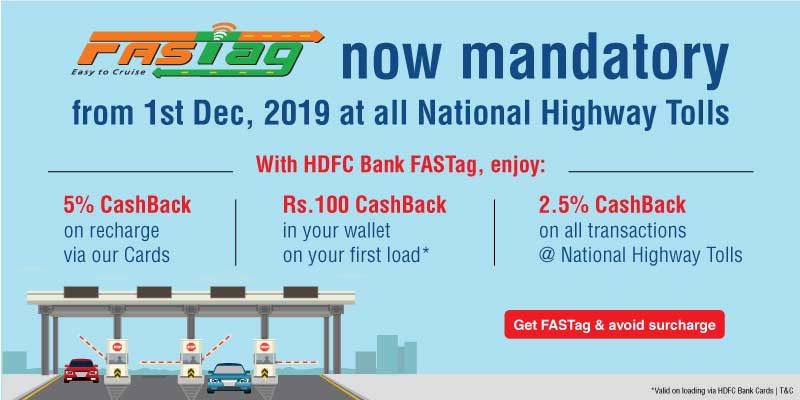 FASTag
Easy to Cruise
now mandatory
from 1st Dec, 2019 at all National Highway Tolls
With HDFC Bank FASTag, enjoy:
5% CashBack
on recharge
via our Cards
Rs.100 CashBack
in your wallet
on your first load*
2.5% CashBack
on all transactions
@ National Highway Tolls
STOP
STOP
STOP
Get FASTag & avoid surcharge
*Valid on loading via HDFC Bank Cards | T&C